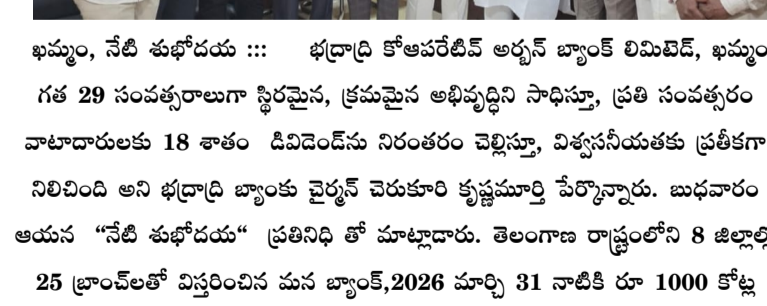 ఖమ్మం, నేటి శుభోదయ ::: భద్రాద్రి కోఆపరేటివ్ అర్బన్ బ్యాంక్ లిమిటెడ్, ఖమ్మం
గత 29 సంవత్సరాలుగా స్థిరమైన, క్రమమైన అభివృద్ధిని సాధిస్తూ, ప్రతి సంవత్సరం
వాటాదారులకు 18 శాతం డివిడెండ్‌ను నిరంతరం చెల్లిస్తూ, విశ్వసనీయతకు ప్రతీకగా
నిలిచింది అని భద్రాద్రి బ్యాంకు చైర్మన్ చెరుకూరి కృష్ణమూర్తి పేర్కొన్నారు. బుధవారం
ఆయన “నేటి శుభోదయ“ ప్రతినిధి తో మాట్లాడారు. తెలంగాణ రాష్ట్రంలోని 8 జిల్లాల్లో
25 బ్రాంచ్‌లతో విస్తరించిన మన బ్యాంక్,2026 మార్చి 31 నాటికి రూ 1000 కోట్ల